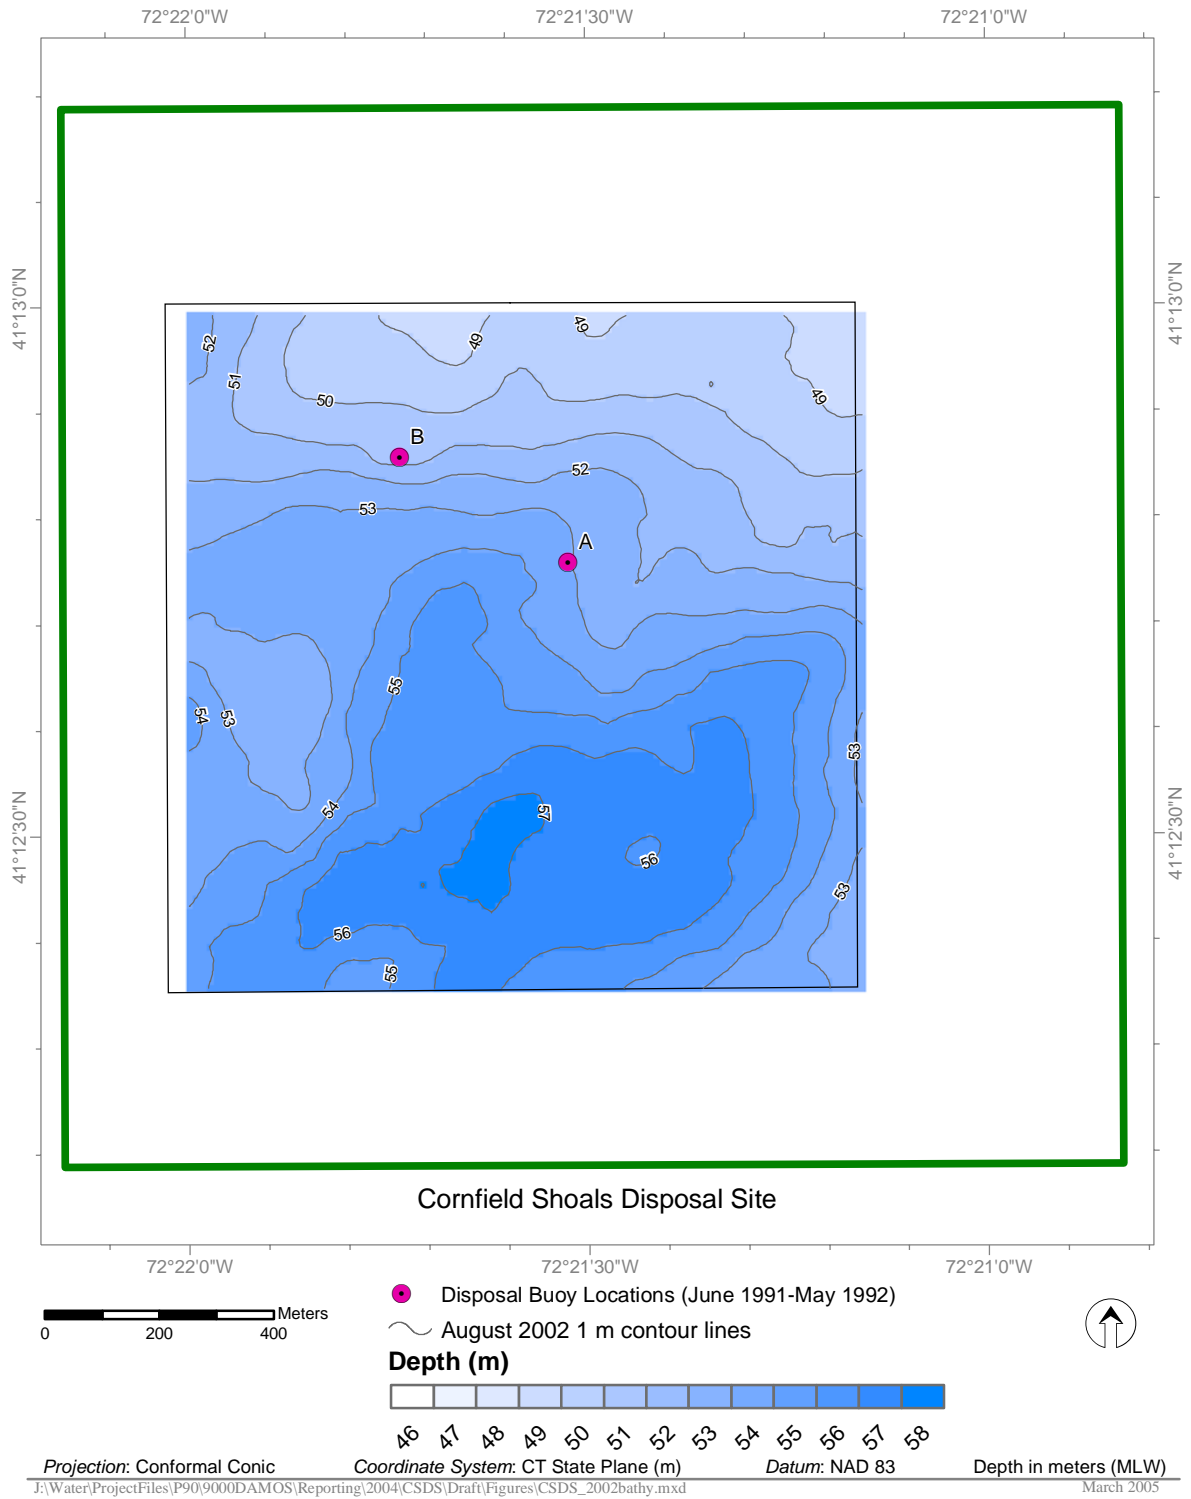 72°22'0"W 72°21'30"W 72°21'0"W
41°13'0"N 41°13'0"N
52 49 49
51
50 49
B
52
53
A
55
54 53
53
54 57
56
53
56
55
41°12'30"N 41°12'30"N
Cornfield Shoals Disposal Site
72°22'0"W 72°21'30"W 72°21'0"W
Disposal Buoy Locations (June 1991-May 1992)
Meters
0 200 400
August 2002 1 m contour lines
Depth (m)
46 47 48 49 50 51 52 53 54 55 56 57 58
Projection: Conformal Conic Coordinate System: CT State Plane (m) Datum: NAD 83 Depth in meters (MLW)
J:\Water\ProjectFiles\P90\9000DAMOS\Reporting\2004\CSDS\Draft\Figures\CSDS_2002bathy.mxd March 2005